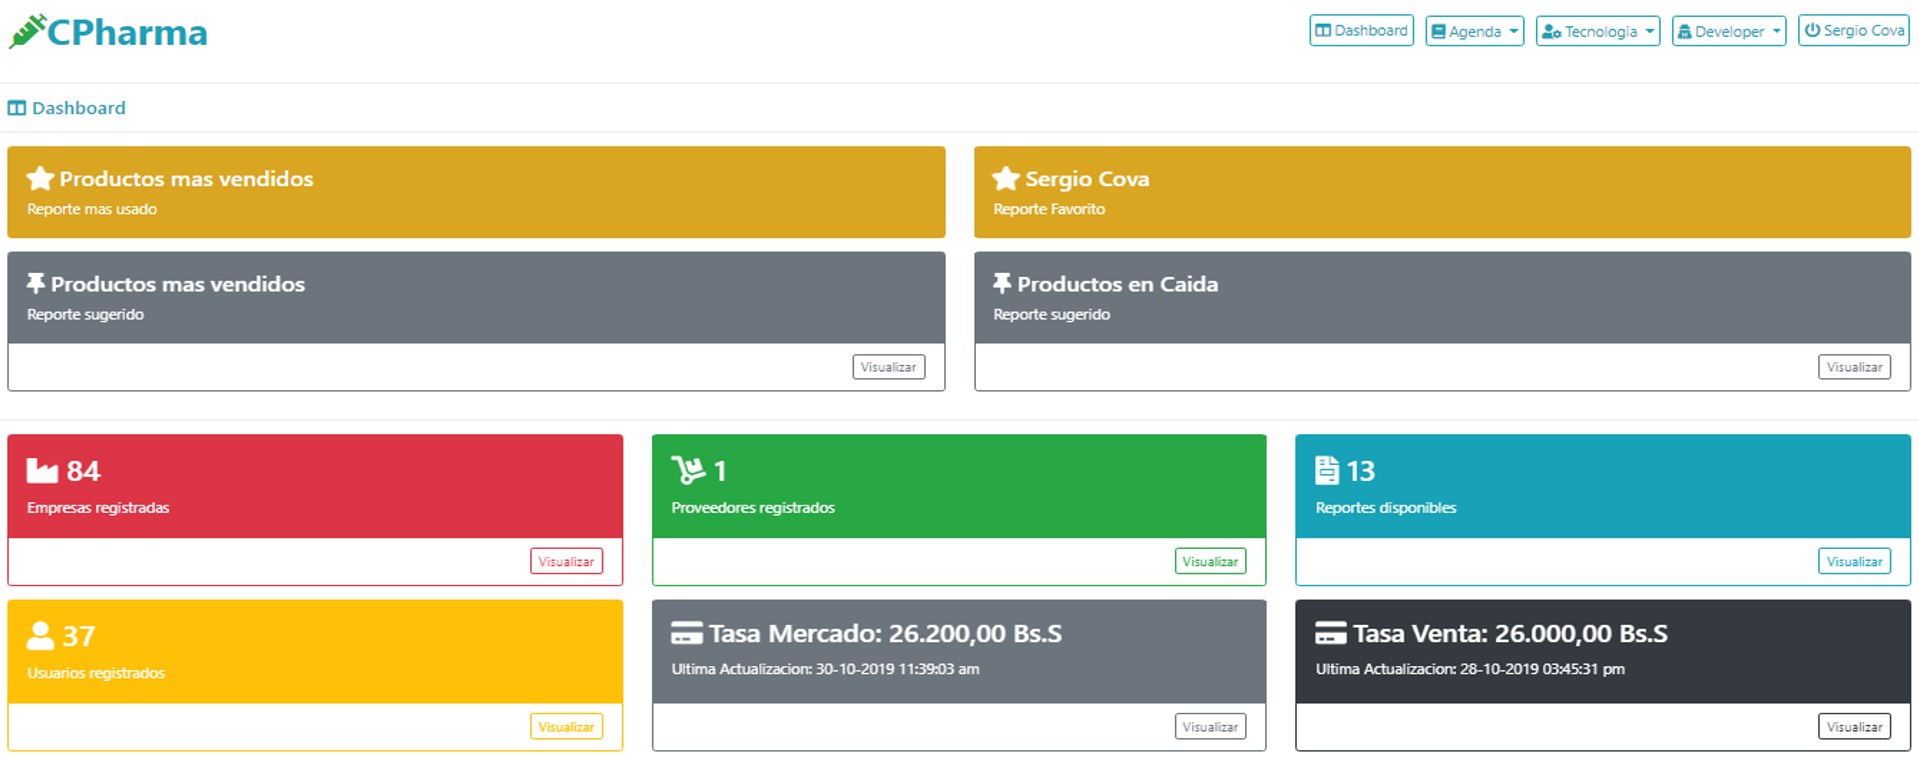 CPharma
Dashboard Agenda Tecnologia Developer Sergio Cova
Dashboard
Productos mas vendidos
Reporte mas usado
Sergio Cova
Reporte Favorito
Productos mas vendidos
Reporte sugerido
Visualizar
Productos en Caida
Reporte sugerido
Visualizar
84
Empresas registradas
Visualizar
1
Proveedores registrados
Visualizar
13
Reportes disponibles
Visualizar
37
Usuarios registrados
Visualizar
Tasa Mercado: 26.200,00 Bs.S
Ultima Actualizacion: 30-10-2019 11:39:03 am
Visualizar
Tasa Venta: 26.000,00 Bs.S
Ultima Actualizacion: 28-10-2019 03:45:31 pm
Visualizar